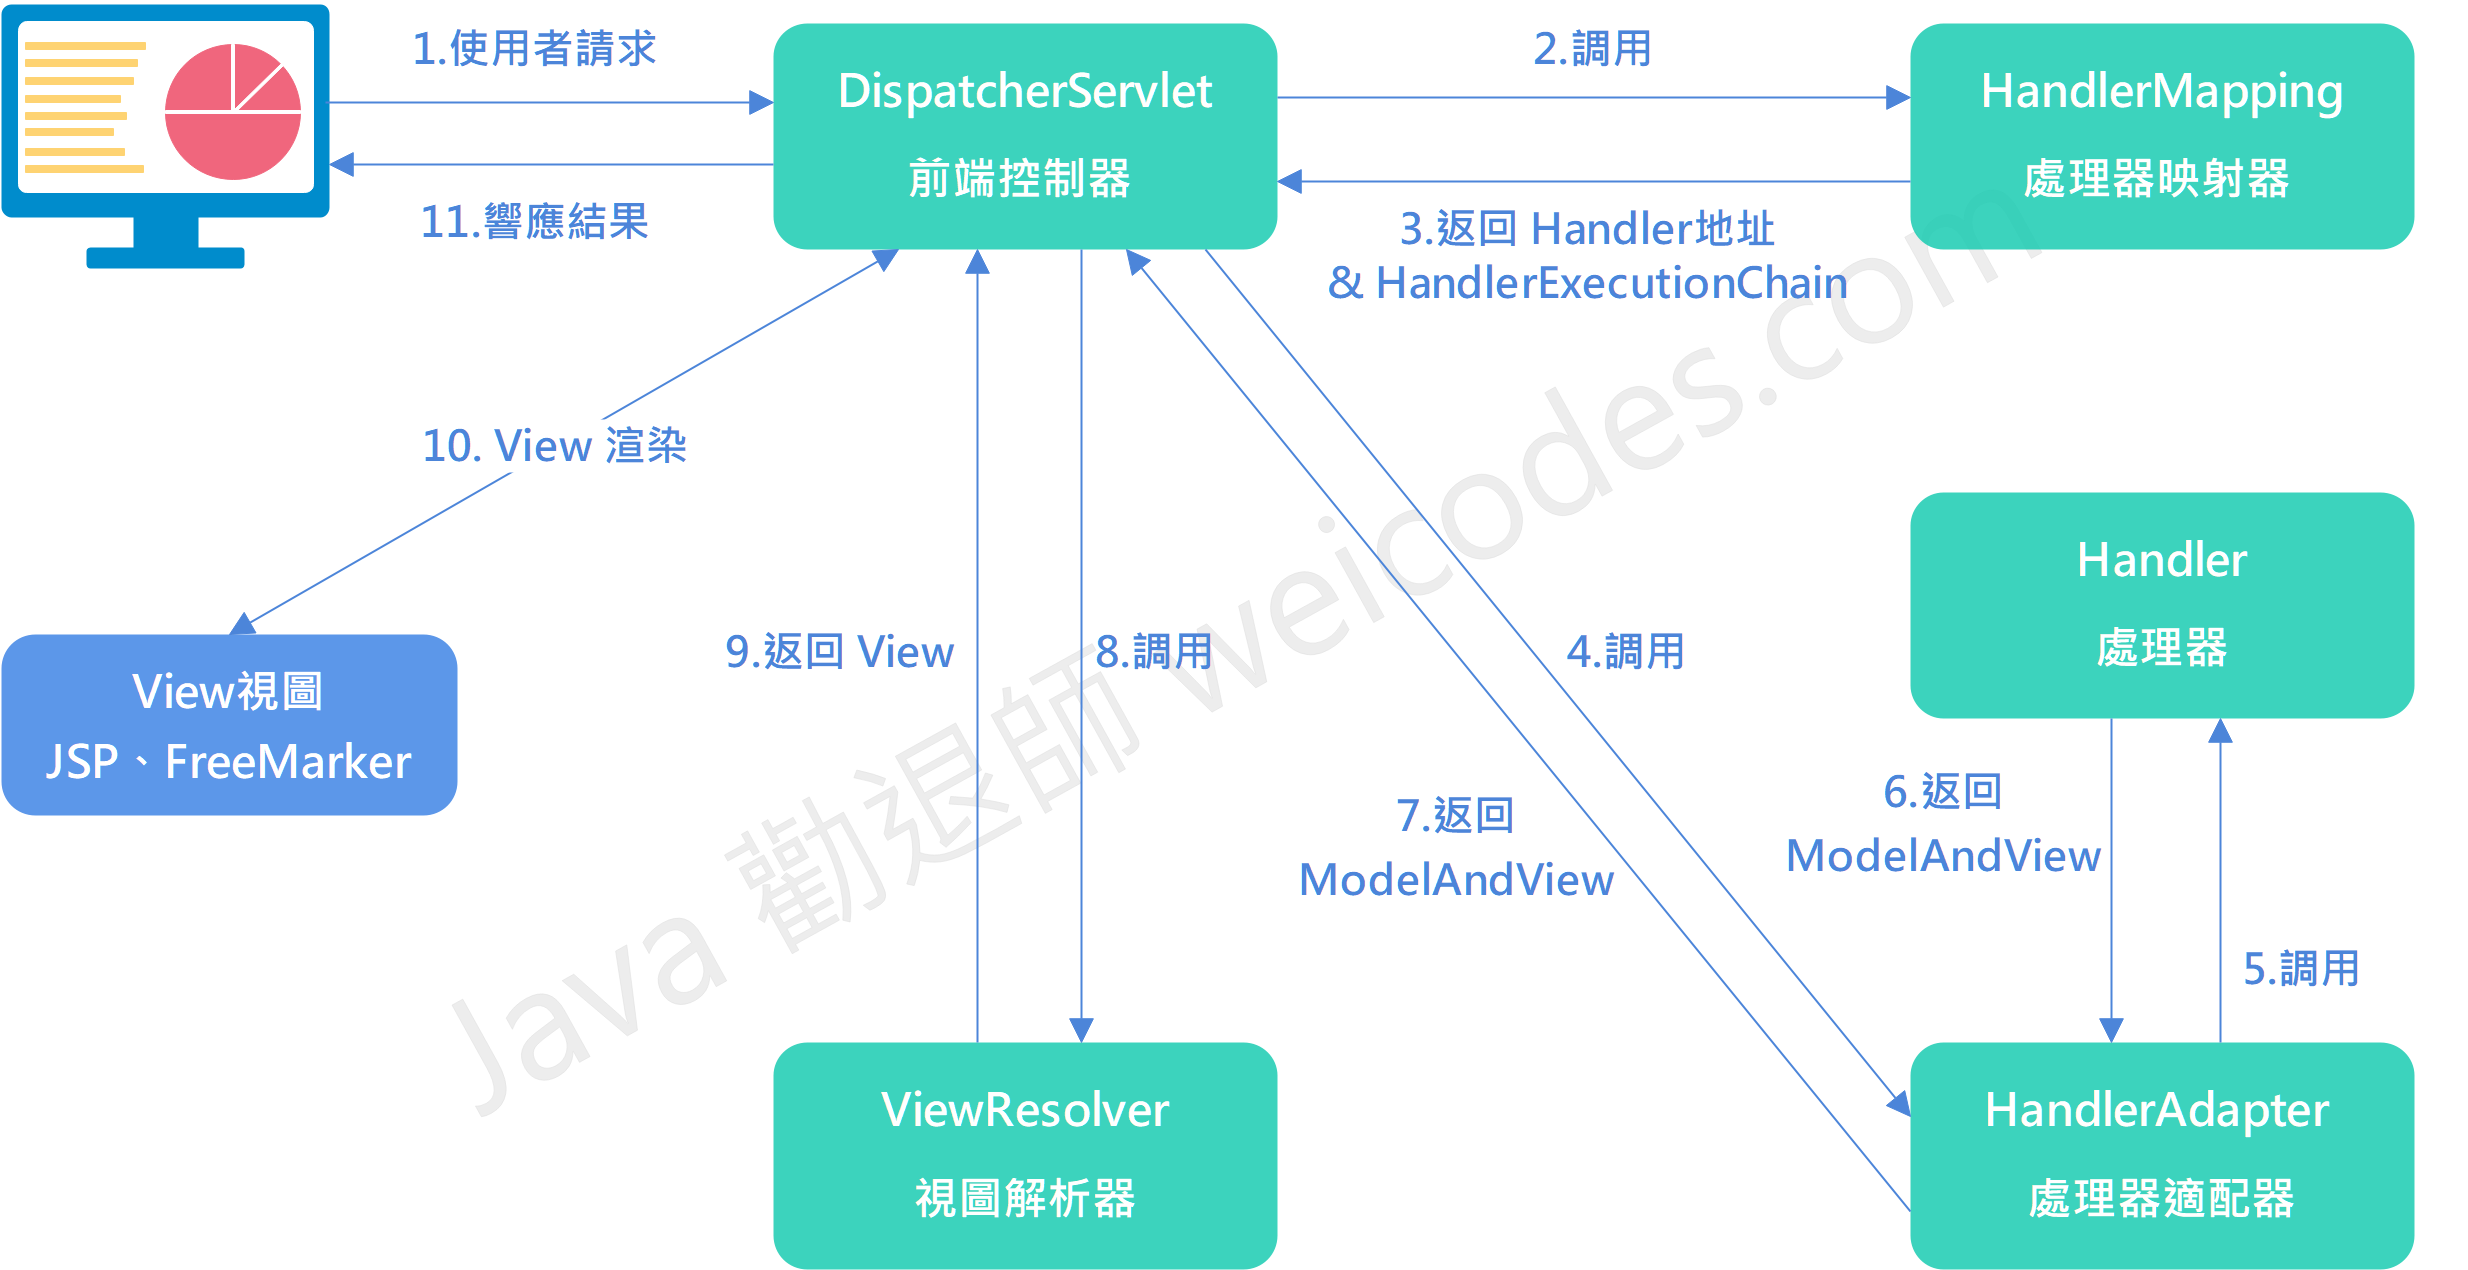 1.使用者請求
DispatcherServlet
前端控制器
2.調用
HandlerMapping
處理器映射器
11.響應結果
3.返回 Handler地址
& HandlerExecutionChain
10. View 渲染
Handler
處理器
9.返回 View
8.調用
4.調用
View視圖
JSP、FreeMarker
7.返回
ModelAndView
6.返回
ModelAndView
5.調用
ViewResolver
視圖解析器
HandlerAdapter
處理器適配器
Java 勸退師 weicodes.com